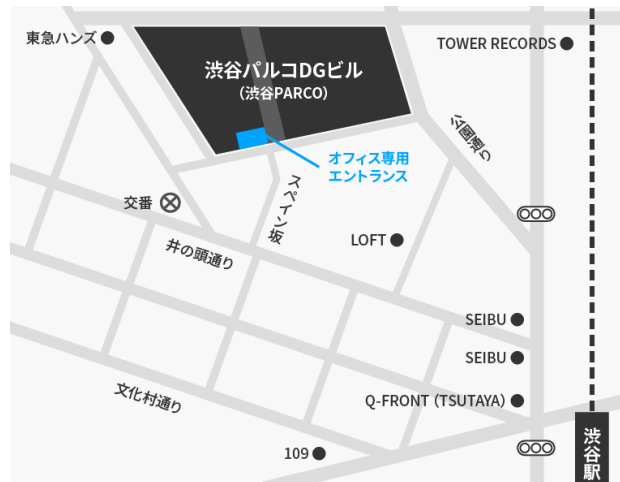 東急ハンズ
TOWER RECORDS
渋谷パルコDGビル
（渋谷PARCO）
公園通り
オフィス専用
エントランス
スペイン坂
交番
LOFT
井の頭通り
SEIBU
SEIBU
文化村通り
Q-FRONT（TSUTAYA）
109
渋谷駅